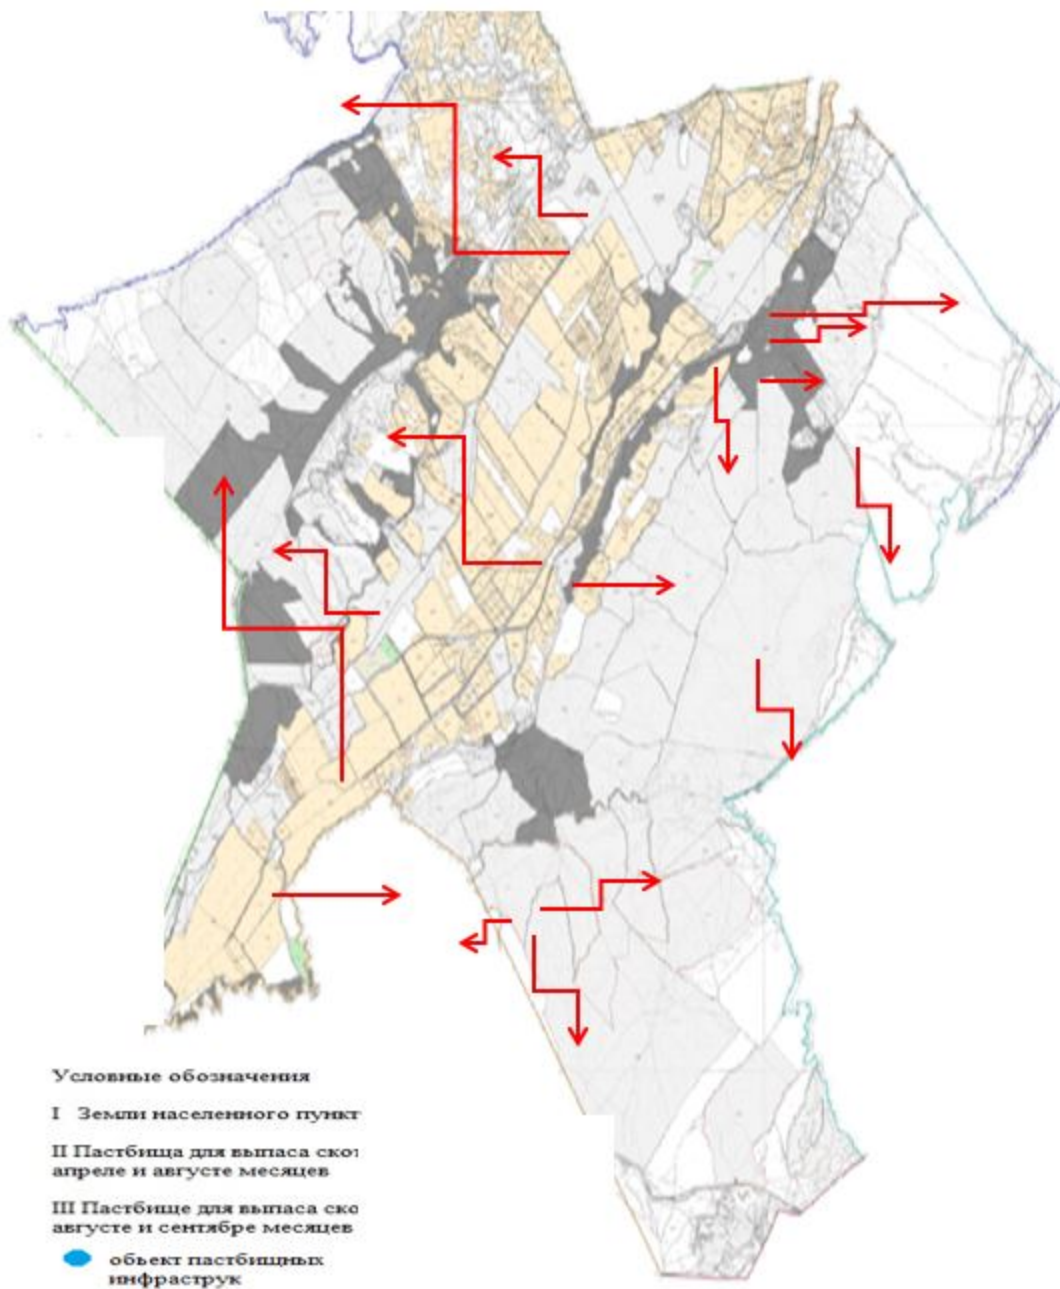 Условные обозначения
I Земли населенного пункт
II Пастбища для выпаса ско
апреле и августе месяцев
III Пастбище для выпаса ско
августе и сентябре месяцев
обьект пастбищных
инфраструк